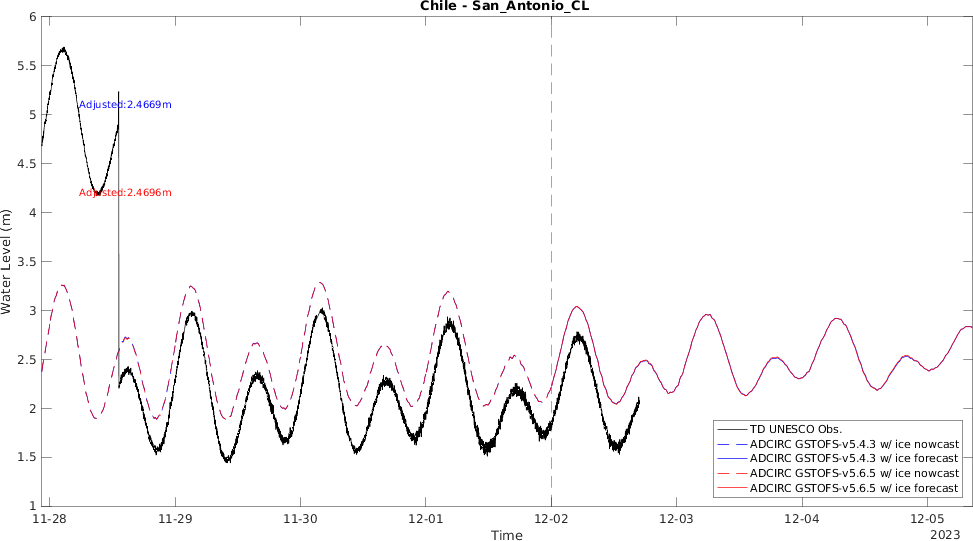 Chile - San_Antonio_CL
6
5.5
5
4.5
4
3.5
3
2.5
2
1.5
1
Water Level (m)
Adjusted:2.4669m
Adjusted:2.4696m
TD UNESCO Obs.
ADCIRC GSTOFS-v5.4.3 w/ ice nowcast
ADCIRC GSTOFS-v5.4.3 w/ ice forecast
ADCIRC GSTOFS-v5.6.5 w/ ice nowcast
ADCIRC GSTOFS-v5.6.5 w/ ice forecast
11-28 11-29 11-30 12-01 12-02 12-03 12-04 12-05
Time
2023